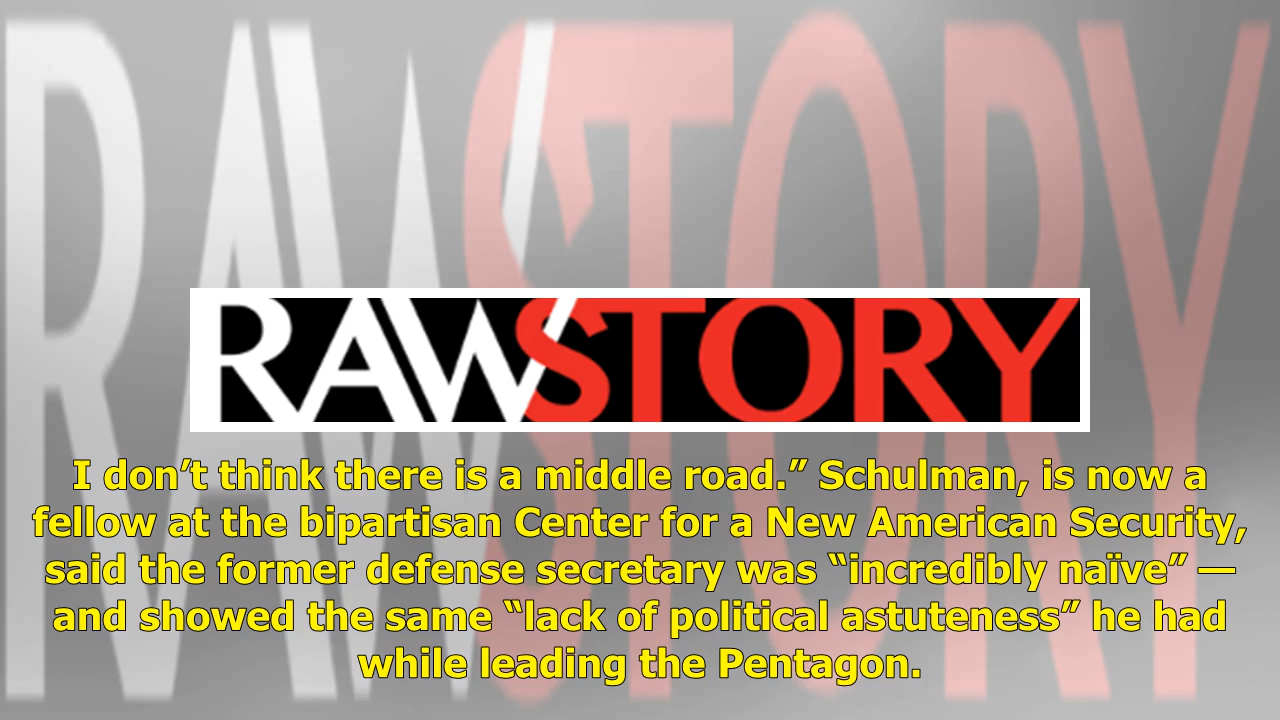 RAWSTORY
RAWSTORY
I don’t think there is a middle road.” Schulman, is now a
fellow at the bipartisan Center for a New American Security,
said the former defense secretary was “incredibly naïve” —
and showed the same “lack of political astuteness” he had
while leading the Pentagon.